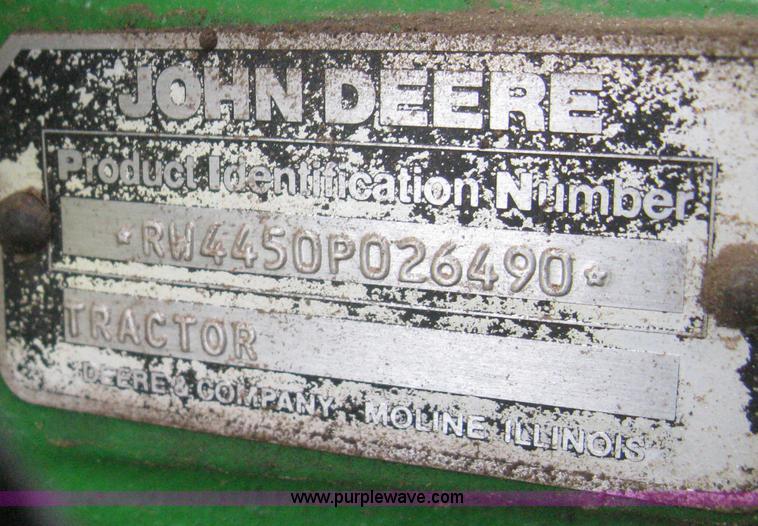 JOHN DEERE
Product Identification Number
*RW4450P026490*
TRACTOR
DEERE & COMPANY MOLINE ILLINOIS
www.purplewave.com